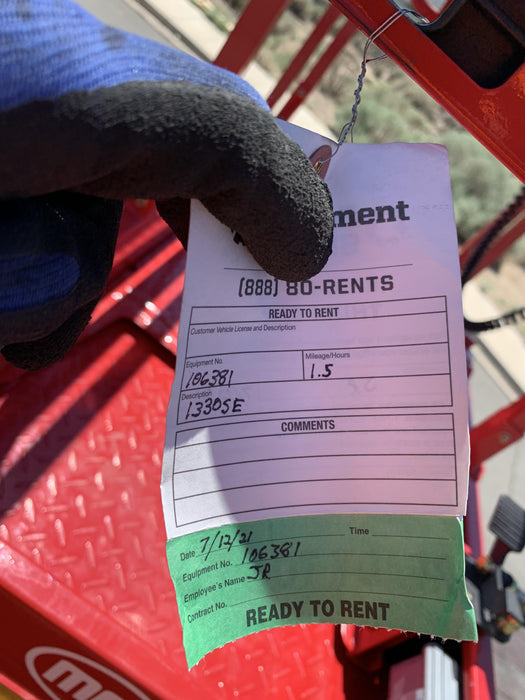 ment
(888) 80-RENTS
READY TO RENT
Customer Vehicle License and Description
Equipment No. Mileage/Hours
106381 1.5
Description
1330SE
COMMENTS
Date 7/12/21 Time
Equipment No. 106381
Employee's Name JR
Contract No.
READY TO RENT